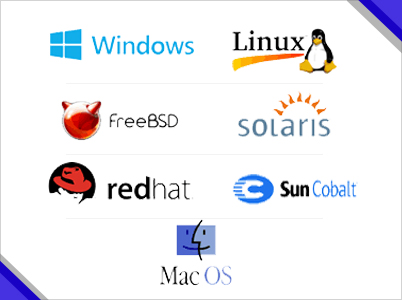 Windows
Linux
FreeBSD
solaris
redhat
Sun Cobalt
Mac OS